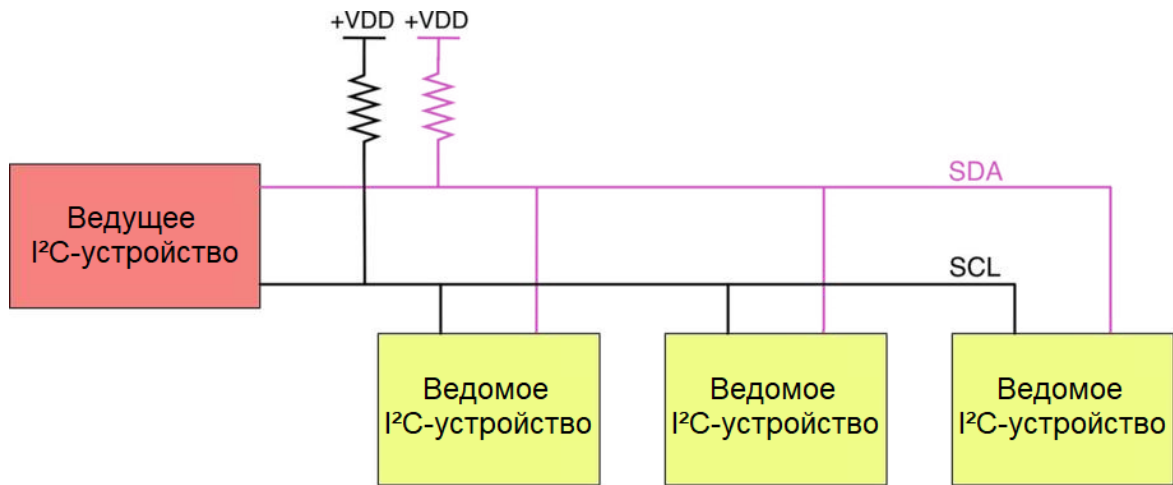 +VDD +VDD
SDA
Ведущее
I²C-устройство
SCL
Ведомое
I²C-устройство
Ведомое
I²C-устройство
Ведомое
I²C-устройство